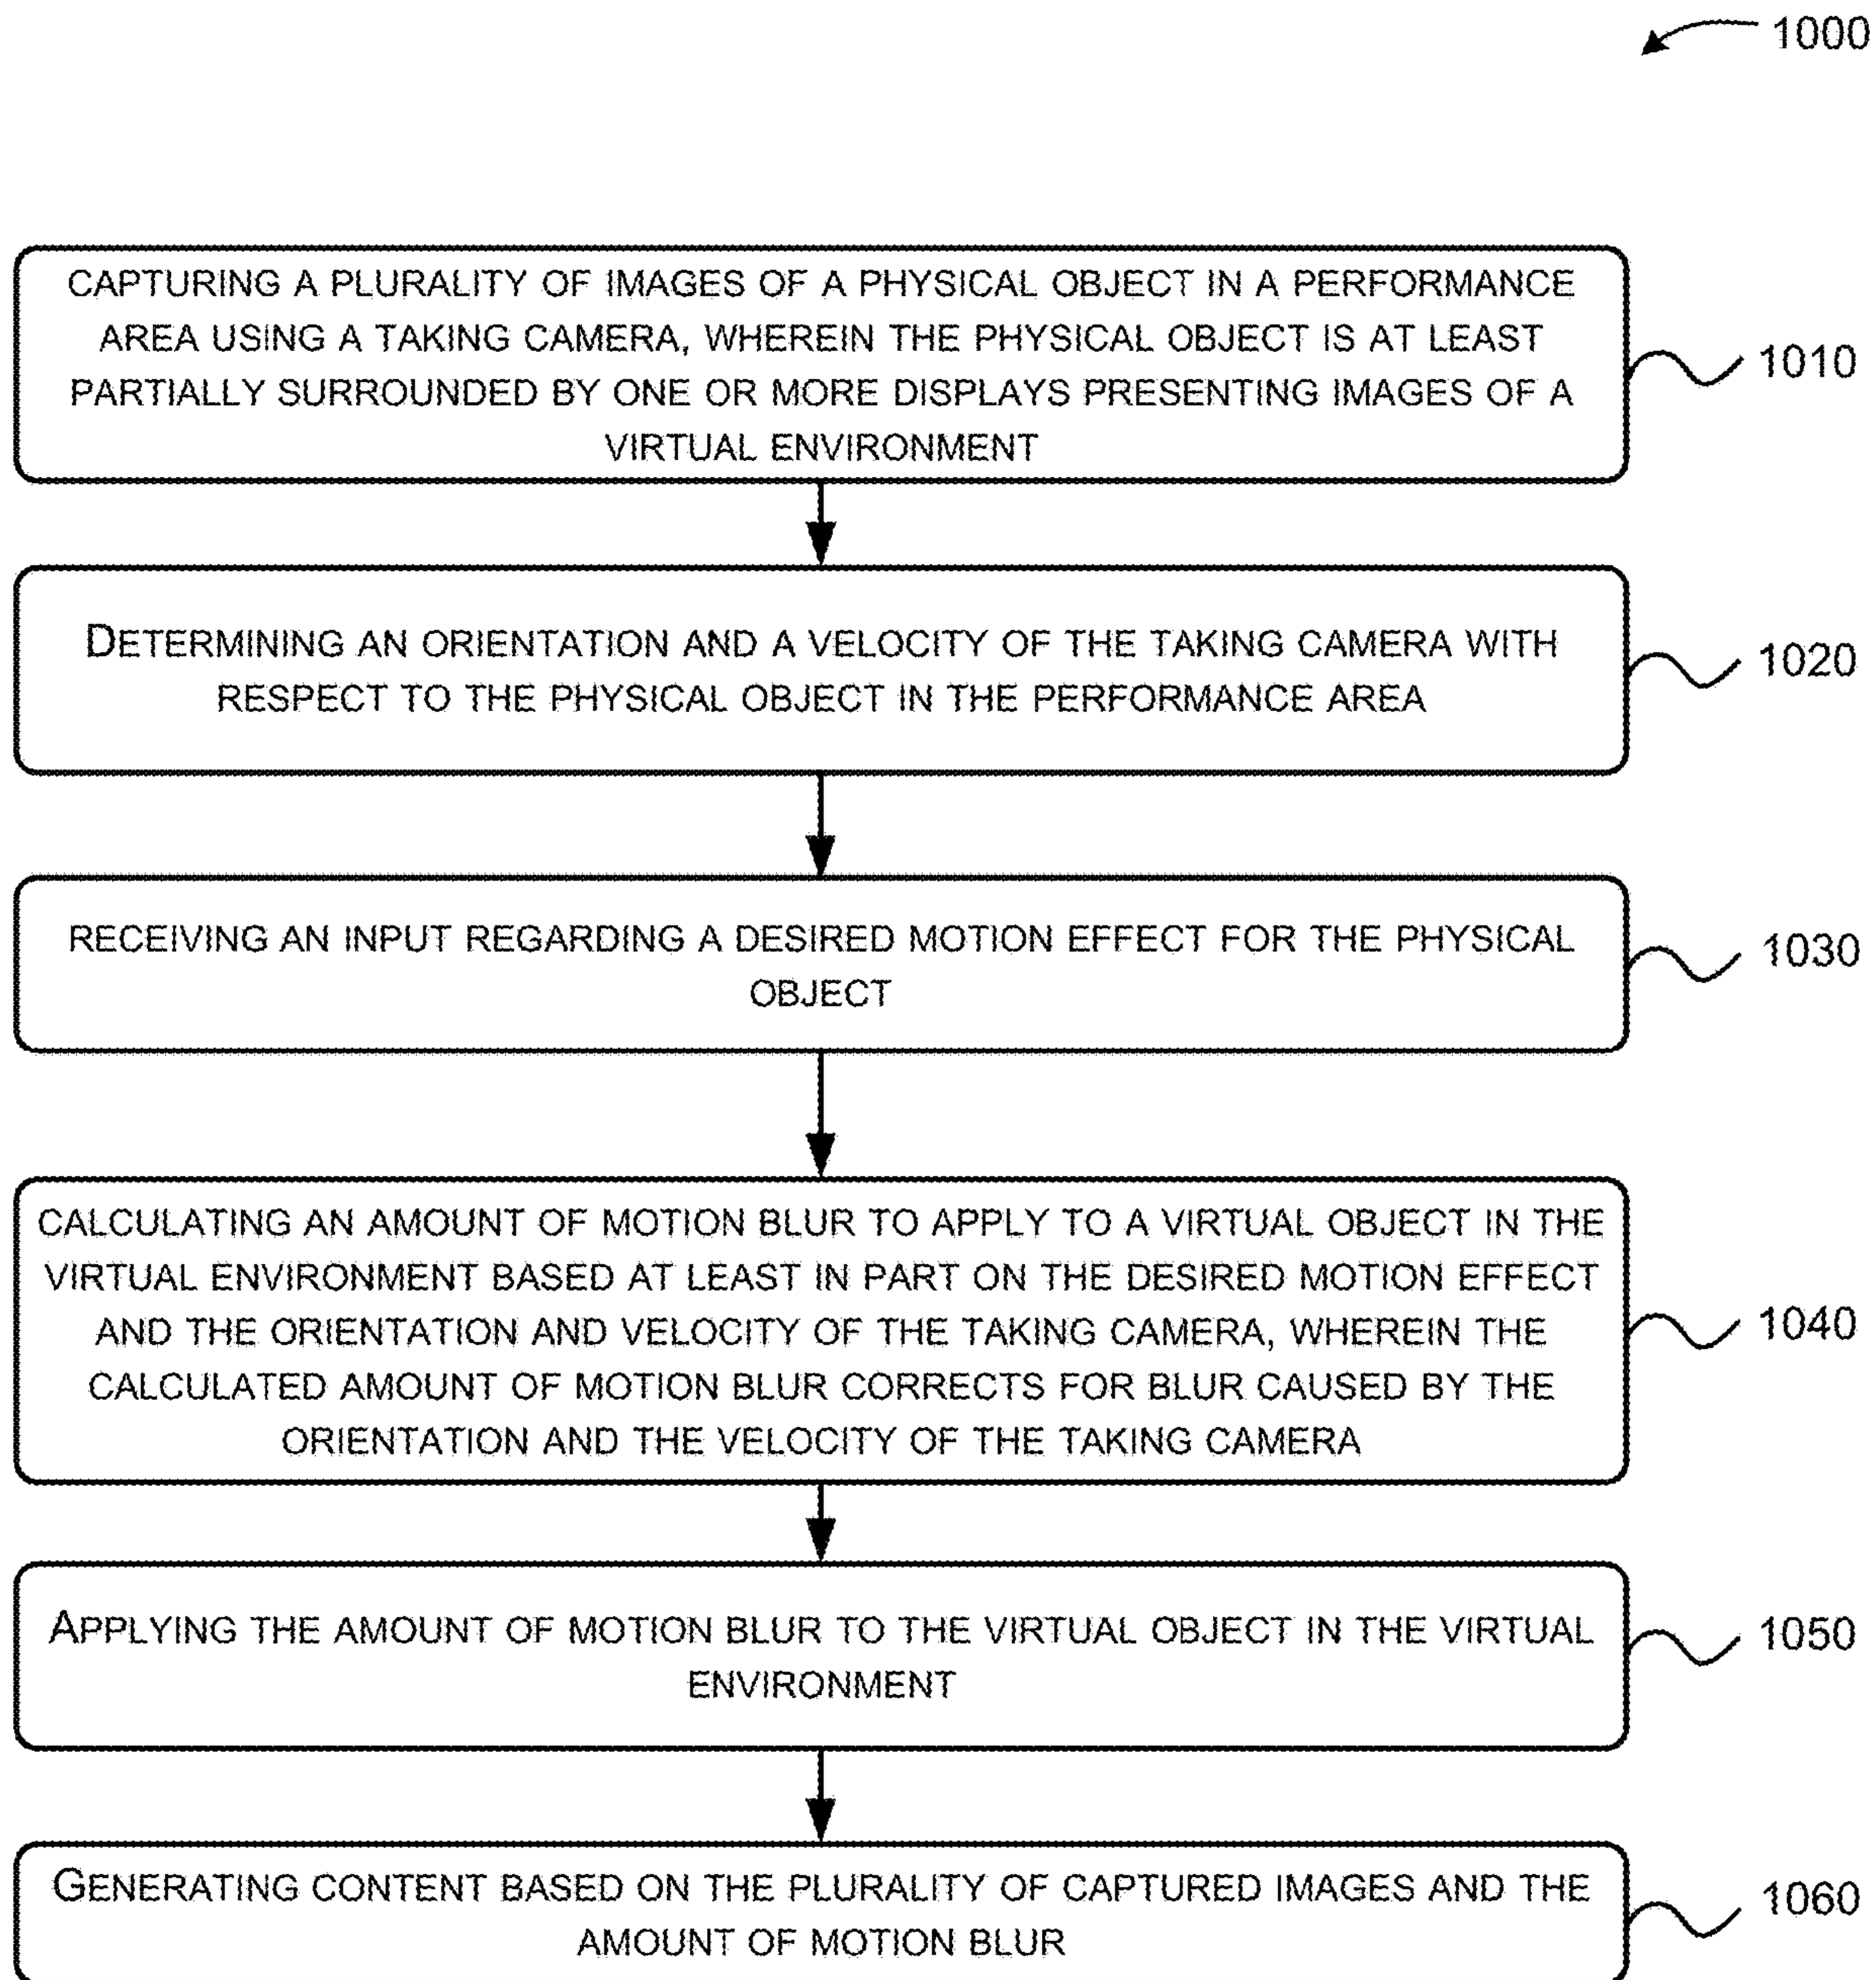 1000
CAPTURING A PLURALITY OF IMAGES OF A PHYSICAL OBJECT IN A PERFORMANCE
AREA USING A TAKING CAMERA, WHEREIN THE PHYSICAL OBJECT IS AT LEAST
PARTIALLY SURROUNDED BY ONE OR MORE DISPLAYS PRESENTING IMAGES OF A
VIRTUAL ENVIRONMENT
1010
DETERMINING AN ORIENTATION AND A VELOCITY OF THE TAKING CAMERA WITH
RESPECT TO THE PHYSICAL OBJECT IN THE PERFORMANCE AREA
1020
RECEIVING AN INPUT REGARDING A DESIRED MOTION EFFECT FOR THE PHYSICAL
OBJECT
1030
CALCULATING AN AMOUNT OF MOTION BLUR TO APPLY TO A VIRTUAL OBJECT IN THE
VIRTUAL ENVIRONMENT BASED AT LEAST IN PART ON THE DESIRED MOTION EFFECT
AND THE ORIENTATION AND VELOCITY OF THE TAKING CAMERA, WHEREIN THE
CALCULATED AMOUNT OF MOTION BLUR CORRECTS FOR BLUR CAUSED BY THE
ORIENTATION AND THE VELOCITY OF THE TAKING CAMERA
1040
APPLYING THE AMOUNT OF MOTION BLUR TO THE VIRTUAL OBJECT IN THE VIRTUAL
ENVIRONMENT
1050
GENERATING CONTENT BASED ON THE PLURALITY OF CAPTURED IMAGES AND THE
AMOUNT OF MOTION BLUR
1060